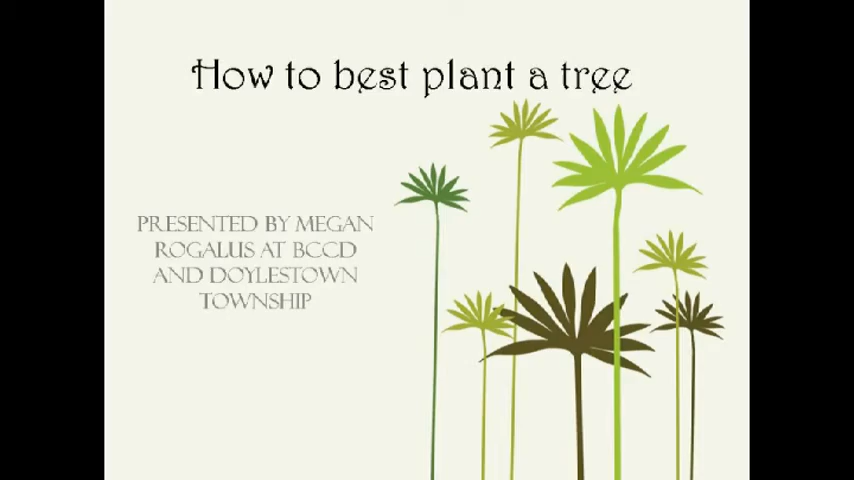 How to best plant a tree
PRESENTED BY MEGAN
ROGALUS AT BCCD
AND DOYLESTOWN
TOWNSHIP